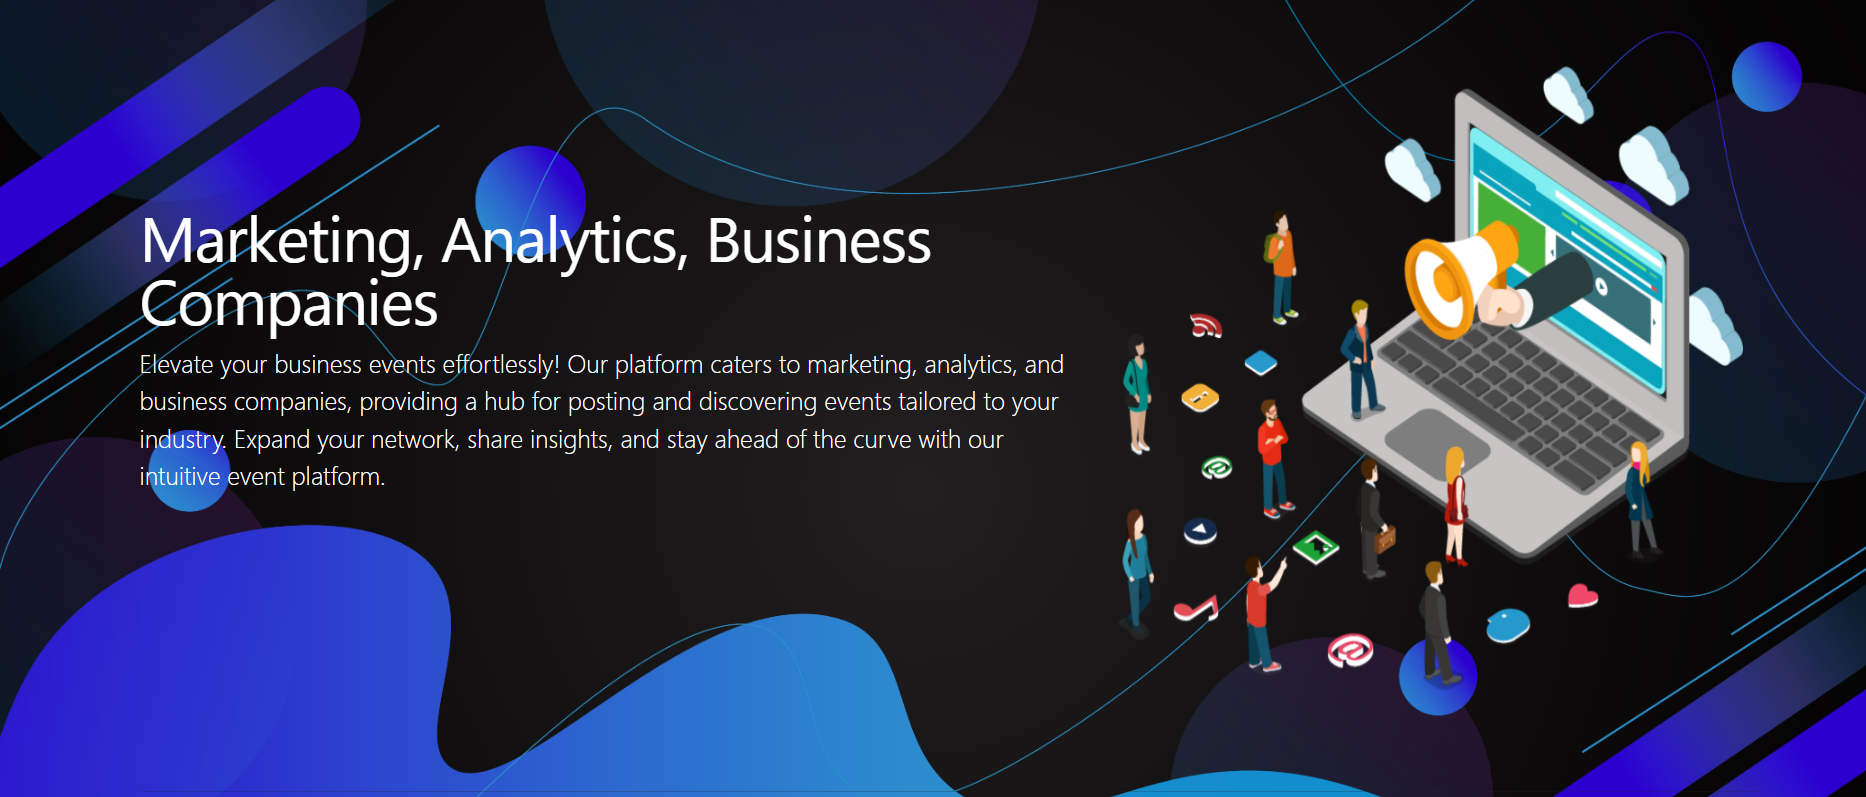 Marketing, Analytics, Business
Companies
Elevate your business events effortlessly! Our platform caters to marketing, analytics, and
business companies, providing a hub for posting and discovering events tailored to your
industry. Expand your network, share insights, and stay ahead of the curve with our
intuitive event platform.